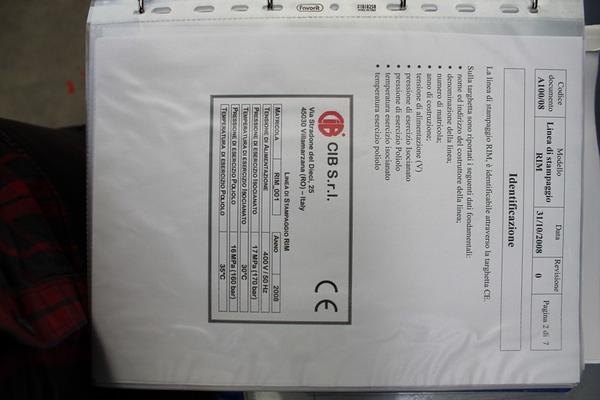 Codice documento A100/08
Modello Linea di stampaggio RIM
Data 31/10/2008
Revisione 0
Pagina 2 di 7
Identificazione
La linea di stampaggio RIM è identificabile attraverso la targhetta CE.
Sulla targhetta sono riportati i seguenti dati fondamentali:
• nome ed indirizzo del costruttore della linea;
• denominazione della linea;
• numero di matricola;
• anno di costruzione;
• tensione di alimentazione (V)
• pressione di esercizio Isocianato
• pressione di esercizio Poliolo
• temperatura esercizio isocianato
• temperatura esercizio poliolo
CIB CIB S.r.l. CE
Via Stradone dei Dieci, 25
45030 Villamarzana (RO) – Italy
LINEA DI STAMPAGGIO RIM
MATRICOLA RIM_001 ANNO 2008
TENSIONE DI ALIMENTAZIONE 400 V / 50 Hz
PRESSIONE DI ESERCIZIO ISOCIANATO 17 MPa (170 bar)
TEMPERATURA DI ESERCIZIO ISOCIANATO 30°C
PRESSIONE DI ESERCIZIO POLIOLO 16 MPa (160 bar)
TEMPERATURA DI ESERCIZIO POLIOLO 35°C
Favorit